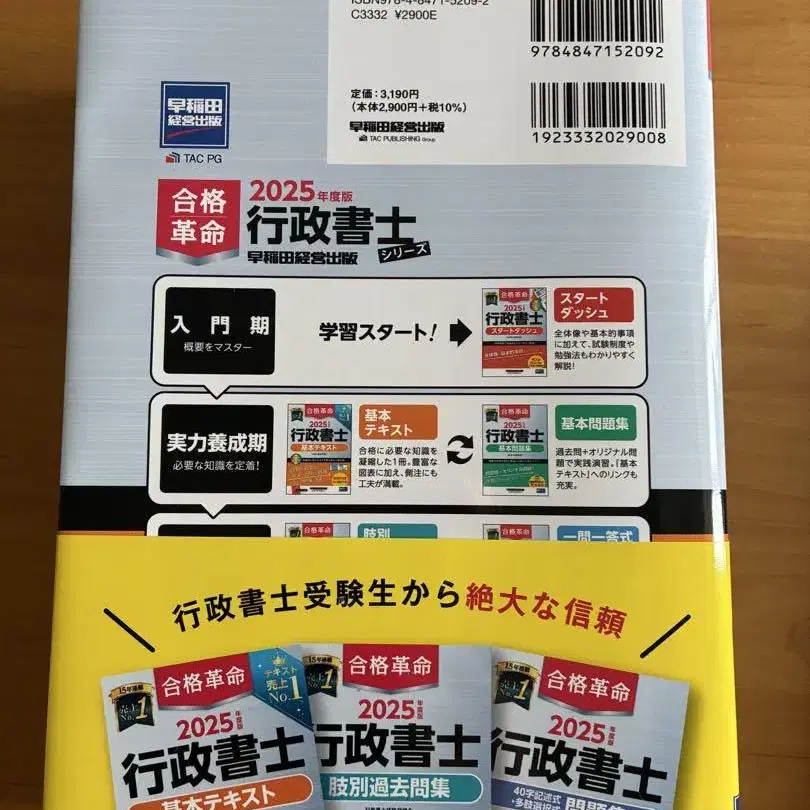 ISBN978-4-8471-5209-2
C3332 ¥2900E
9784847152092
定価:3,190円
(本体2,900円+税10%)
早稲田経営出版
TAC PUBLISHING Group
1923332029008
早稲田
経営出版
TAC PG
合格
革命
2025年度版
行政書士
シリーズ
早稲田経営出版
入門期
概要をマスター
学習スタート!
合格革命
2025
行政書士
スタートダッシュ
スタート
ダッシュ
全体像や基本的事項
に加えて、試験制度や
勉強法もわかりやすく
解説!
実力養成期
必要な知識を定着!
合格革命
2025
行政書士
基本テキスト
基本
テキスト
合格に必要な知識を
凝縮した1冊。豊富な
図表に加え、側注にも
工夫が満載。
合格革命
2025
行政書士
基本問題集
基本問題集
過去問+オリジナル問
題で実践演習。「基本
テキスト」へのリンクも
充実。
合格革命
肢別
合格革命
一問一答式
行政書士受験生から絶大な信頼
15年連続
売上
No.1
合格革命
テキスト
売上
No.1
2025年度版
行政書士
基本テキスト
15年連続
売上
No.1
合格革命
2025年度版
行政書士
肢別過去問集
15年連続
売上
No.1
合格革命
2025年度版
行政書士
40字記述式
・多肢選択式
問題集